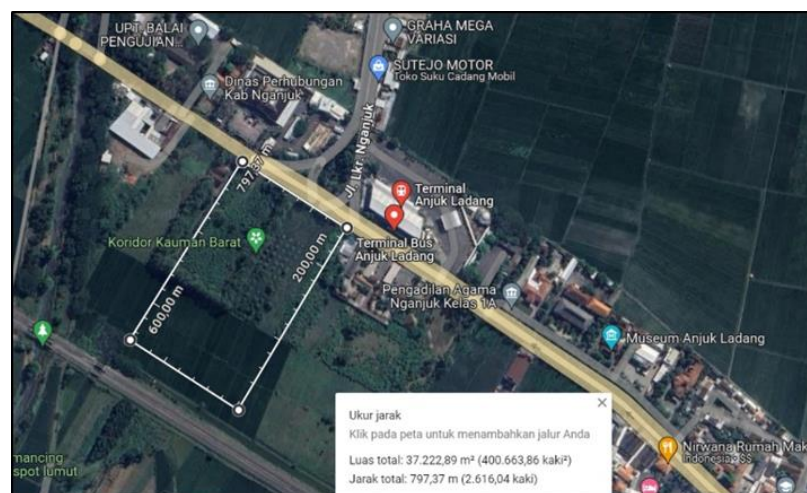 UPT. BALAI
PENGUJIAN...
GRAHA MEGA
VARIASI
SUTEJO MOTOR
Toko Suku Cadang Mobil
Dinas Perhubungan
Kab Nganjuk
Jl. Lkr. Nganjuk
797,37 m
Terminal
Anjuk Ladang
Koridor Kauman Barat
Terminal Bus
Anjuk Ladang
200,00 m
Pengadilan Agama
Nganjuk Kelas 1A
600,00 m
Museum Anjuk Ladang
Ukur jarak
Klik pada peta untuk menambahkan jalur Anda
Luas total: 37.222,89 m² (400.663,86 kaki²)
Jarak total: 797,37 m (2.616,04 kaki)
Nirwana Rumah Mak
Indonesia • $$
mancing
spot lumut